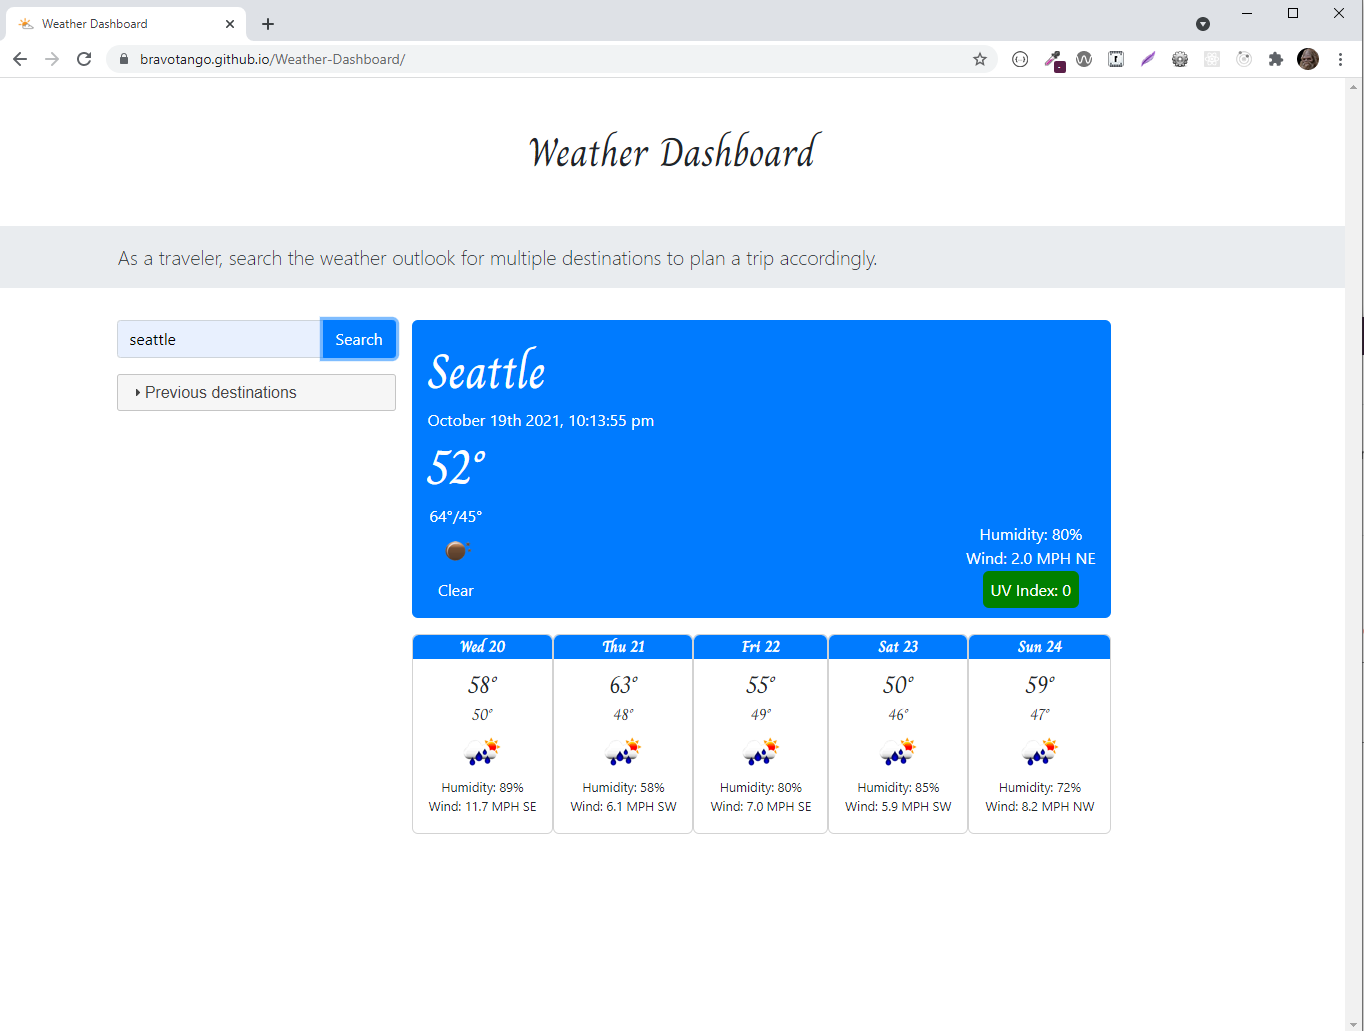 Weather Dashboard
bravotango.github.io/Weather-Dashboard/
Weather Dashboard
As a traveler, search the weather outlook for multiple destinations to plan a trip accordingly.
seattle
Search
Previous destinations
Seattle
October 19th 2021, 10:13:55 pm
52°
64°/45°
Clear
Humidity: 80%
Wind: 2.0 MPH NE
UV Index: 0
Wed 20
58°
50°
Humidity: 89%
Wind: 11.7 MPH SE
Thu 21
63°
48°
Humidity: 58%
Wind: 6.1 MPH SW
Fri 22
55°
49°
Humidity: 80%
Wind: 7.0 MPH SE
Sat 23
50°
46°
Humidity: 85%
Wind: 5.9 MPH SW
Sun 24
59°
47°
Humidity: 72%
Wind: 8.2 MPH NW